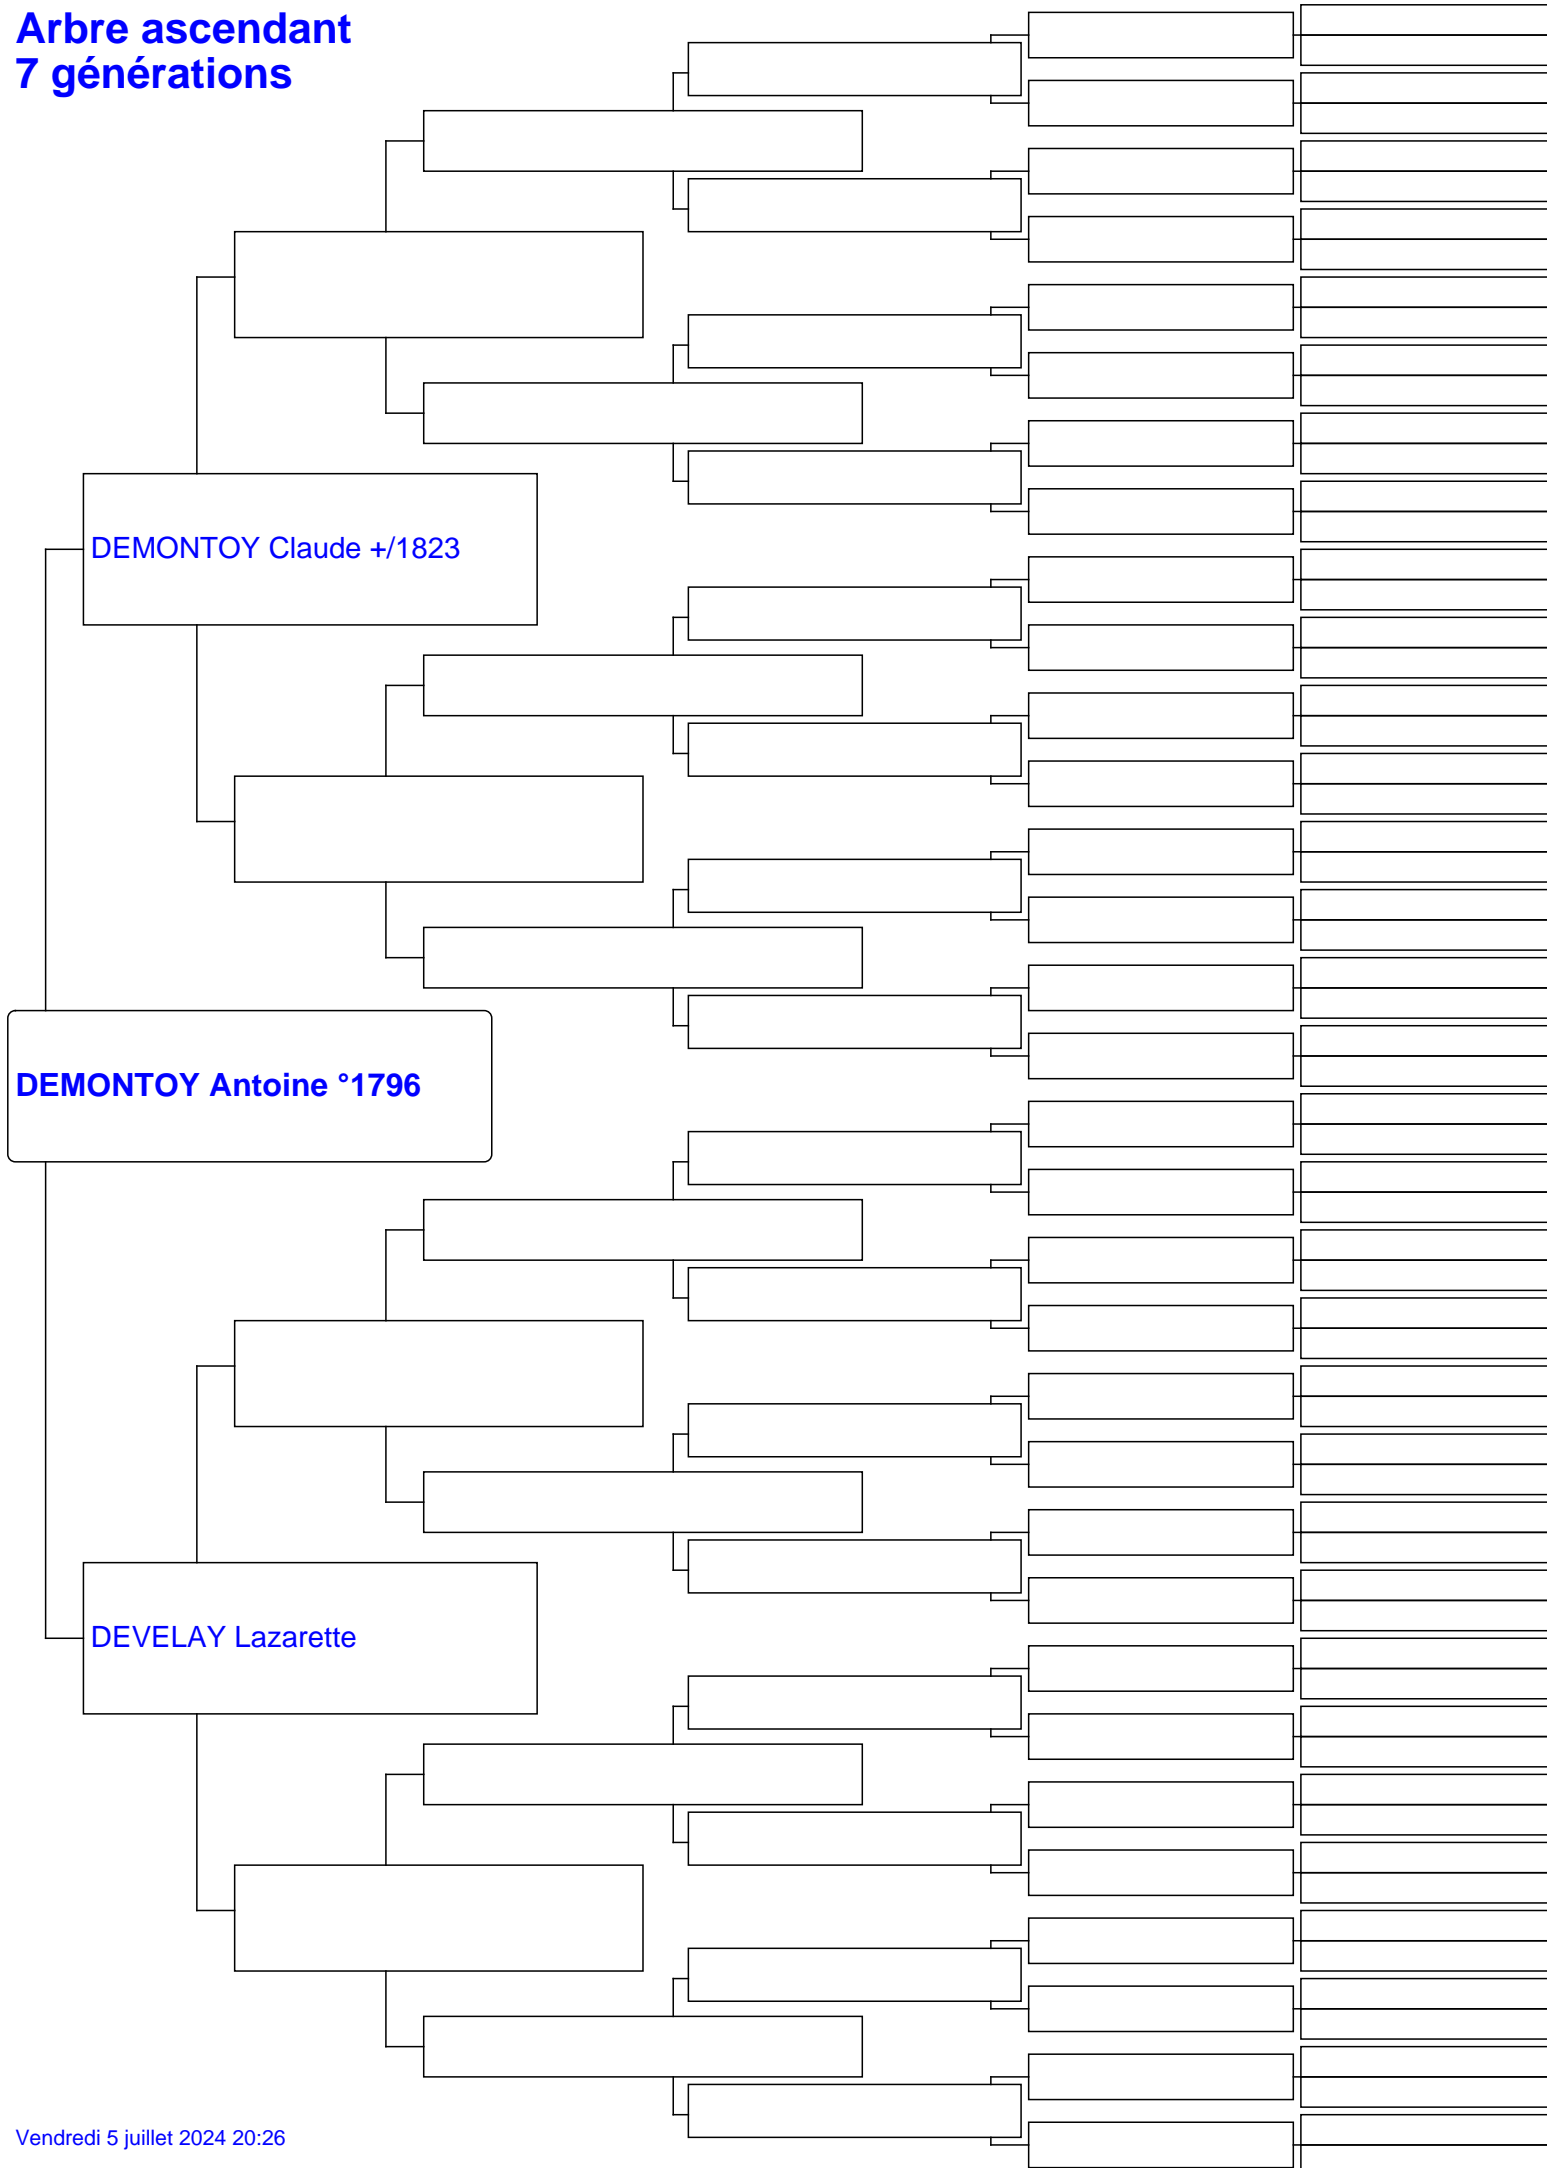 Arbre ascendant
7 générations
DEMONTOY Claude +/1823
DEMONTOY Antoine °1796
DEVELAY Lazarette
Vendredi 5 juillet 2024 20:26